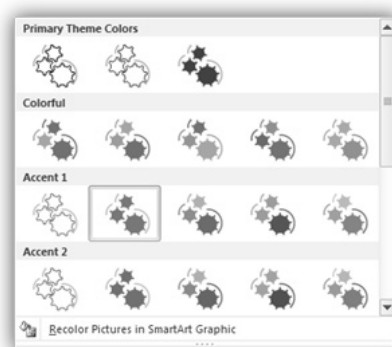 Primary Theme Colors
Colorful
Accent 1
Accent 2
Recolor Pictures in SmartArt Graphic